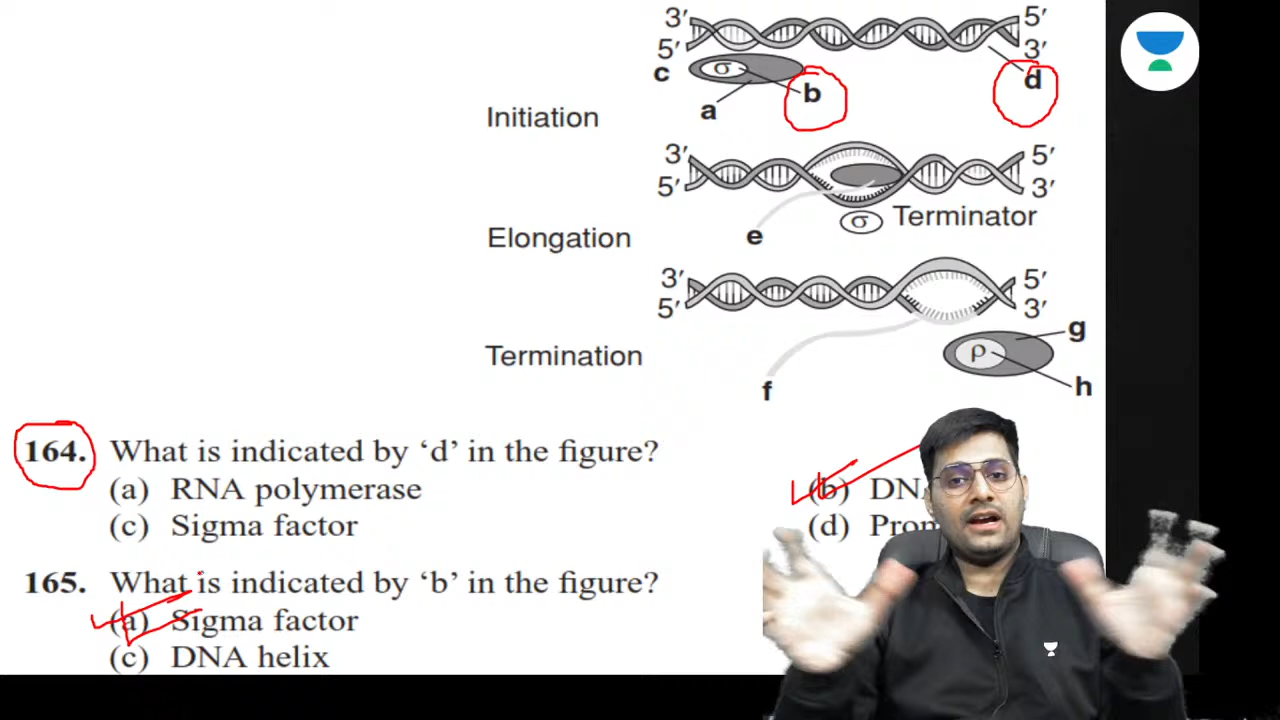 3′ 5′
5′ 3′
c σ d
b
a
Initiation
3′ 5′
5′ 3′
σ Terminator
e
Elongation
3′ 5′
5′ 3′
g
ρ
Termination
f h
164. What is indicated by ‘d’ in the figure?
(a) RNA polymerase (b)
(c) Sigma factor (d)
165. What is indicated by ‘b’ in the figure?
(a) Sigma factor
(c) DNA helix